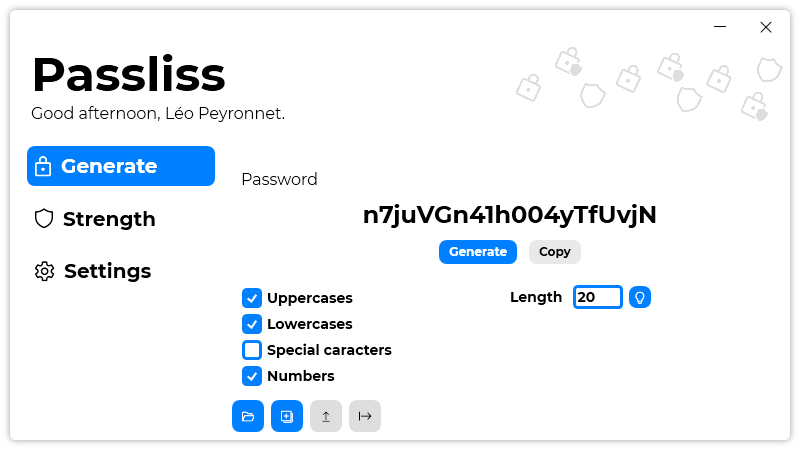 Passliss
Good afternoon, Léo Peyronnet.
Generate
Strength
Settings
Password
n7juVGn41h004yTfUvjN
Generate Copy
Uppercases
Lowercases
Special caracters
Numbers
Length 20